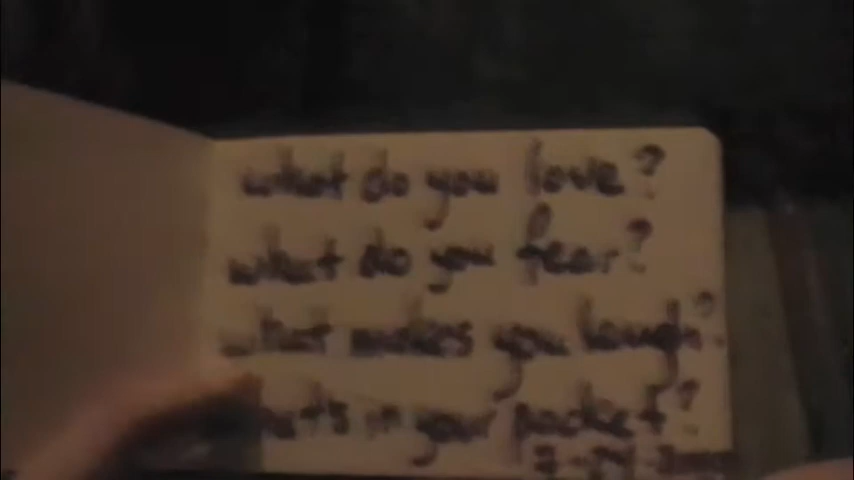 what do you love?
what do you fear?
what makes you laugh?
in your pocket?